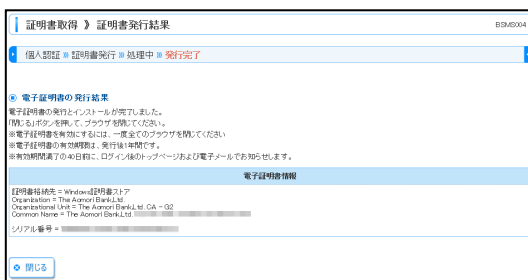 証明書取得 》 証明書発行結果
BSMS004
個人認証 » 証明書発行 » 処理中 » 発行完了
電子証明書の発行結果
電子証明書の発行とインストールが完了しました。
「閉じる」ボタンを押して、ブラウザを閉じてください。
※電子証明書を有効にするには、一度全てのブラウザを閉じてください
※電子証明書の有効期限は、発行後1年間です。
※有効期間満了の40日前に、ログイン後のトップページおよび電子メールでお知らせします。
電子証明書情報
証明書格納先 = Windows証明書ストア
Organization = The Aomori Bank,Ltd.
Organizational Unit = The Aomori Bank,Ltd. CA - G2
Common Name = The Aomori Bank,Ltd.
シリアル番号 =
閉じる